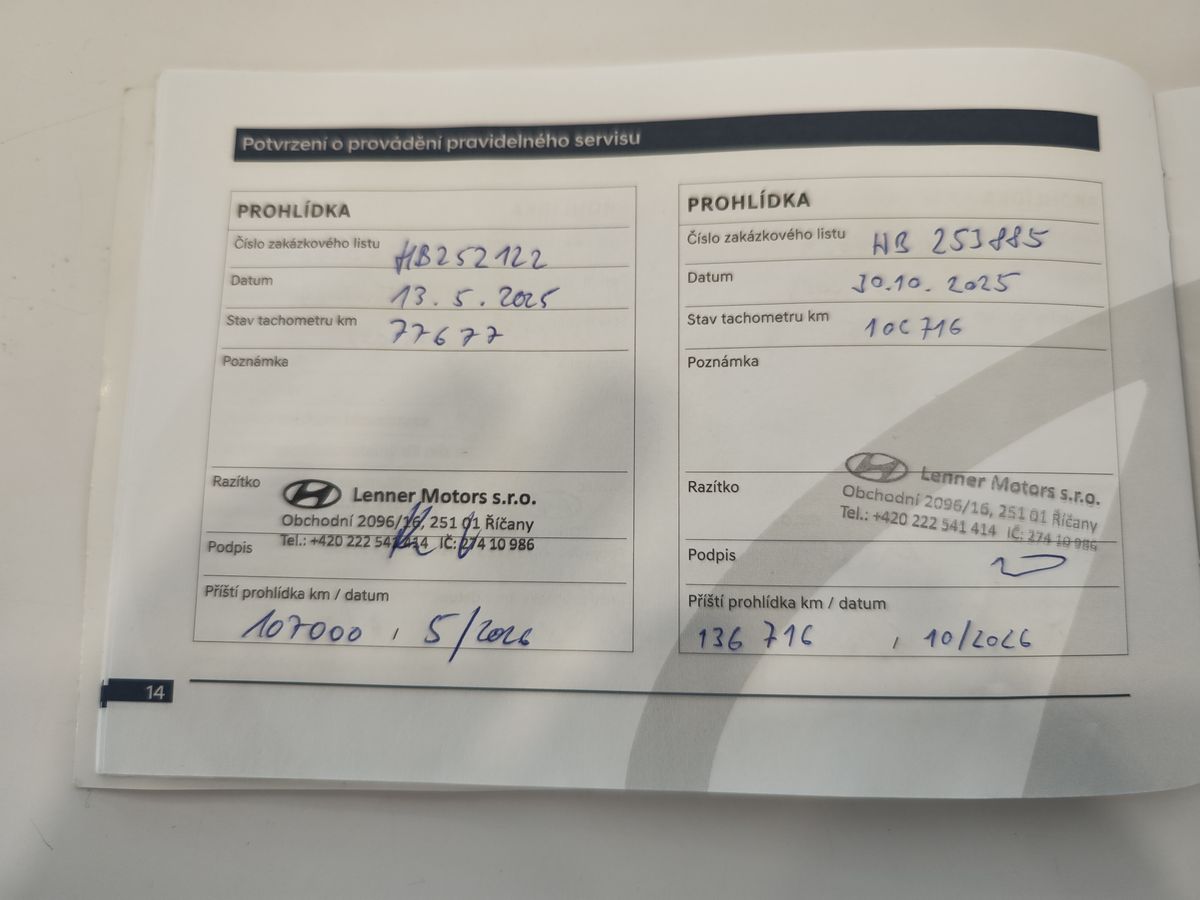 Potvrzení o provádění pravidelného servisu
PROHLÍDKA
Číslo zakázkového listu HB252122
Datum 13. 5. 2025
Stav tachometru km 77677
Poznámka
Razítko
Lenner Motors s.r.o.
Obchodní 2096/16, 251 01 Říčany
Tel.: +420 222 541 414 IČ: 274 10 986
Podpis
Příští prohlídka km / datum
107000 , 5/2026
PROHLÍDKA
Číslo zakázkového listu HB 253885
Datum 30.10. 2025
Stav tachometru km 106 716
Poznámka
Razítko
Lenner Motors s.r.o.
Obchodní 2096/16, 251 01 Říčany
Tel.: +420 222 541 414 IČ: 274 10 986
Podpis
Příští prohlídka km / datum
136 716 , 10/2026
14